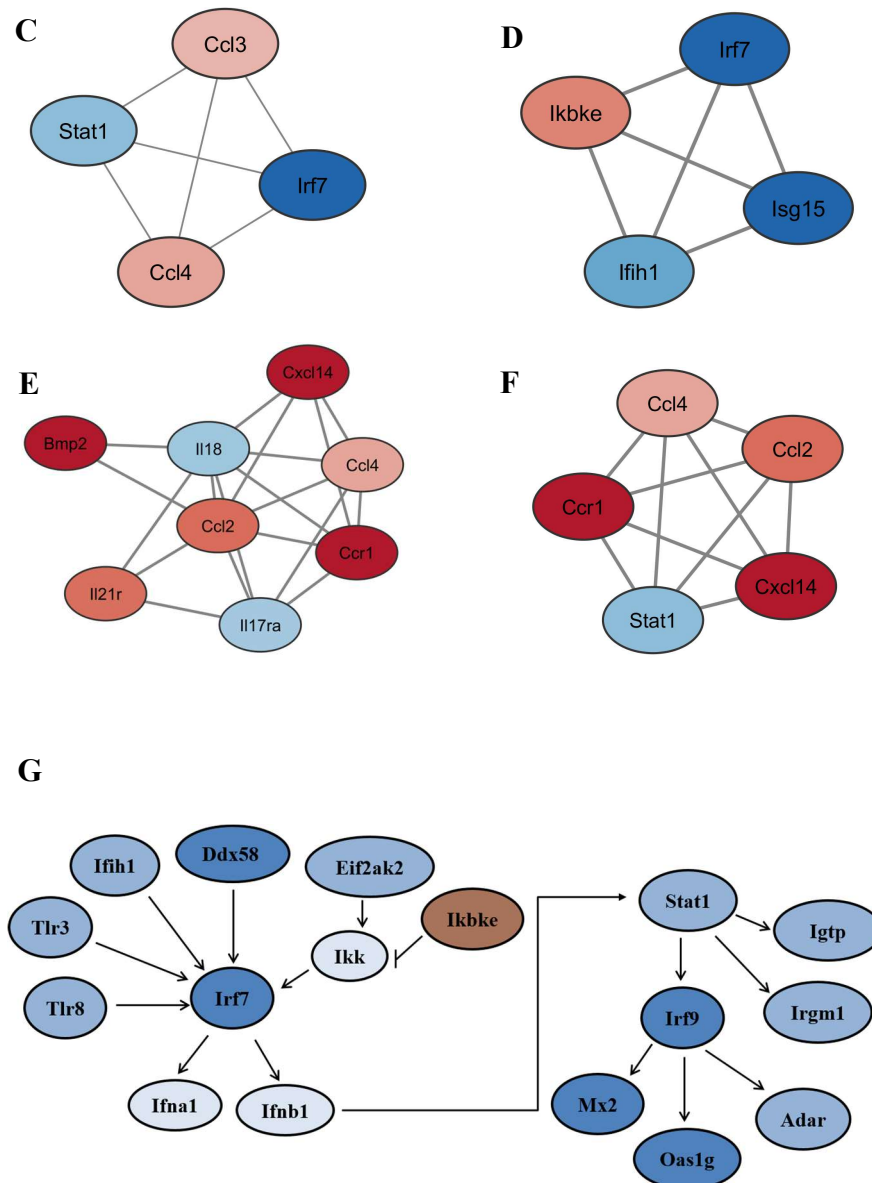 C
Ccl3
Stat1
Irf7
Ccl4
D
Irf7
Ikbke
Isg15
Ifih1
E
Cxcl14
Bmp2
Il18
Ccl4
Ccl2
Ccr1
Il21r
Il17ra
F
Ccl4
Ccl2
Ccr1
Cxcl14
Stat1
G
Ddx58
Ifih1
Eif2ak2
Tlr3
Ikbke
Ikk
Tlr8
Irf7
Ifna1
Ifnb1
Stat1
Igtp
Irf9
Irgm1
Mx2
Adar
Oas1g